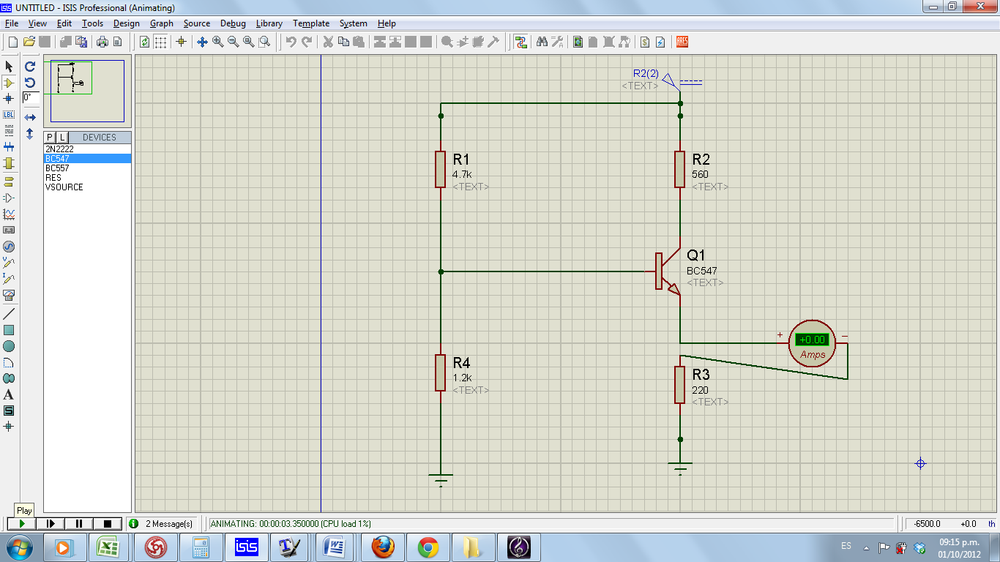 UNTITLED - ISIS Professional (Animating)
File View Edit Tools Design Graph Source Debug Library Template System Help
ARES
LBL
0°
P L DEVICES
2N2222
BC547
BC557
RES
VSOURCE
A
S
R2(2)
<TEXT>
R1
4.7k
<TEXT>
R2
560
<TEXT>
Q1
BC547
<TEXT>
+
+0.00
Amps
R4
1.2k
<TEXT>
R3
220
<TEXT>
Play
2 Message(s)
ANIMATING: 00:00:03.350000 (CPU load 1%)
-6500.0 +0.0 th
isis
ES
09:15 p.m.
01/10/2012